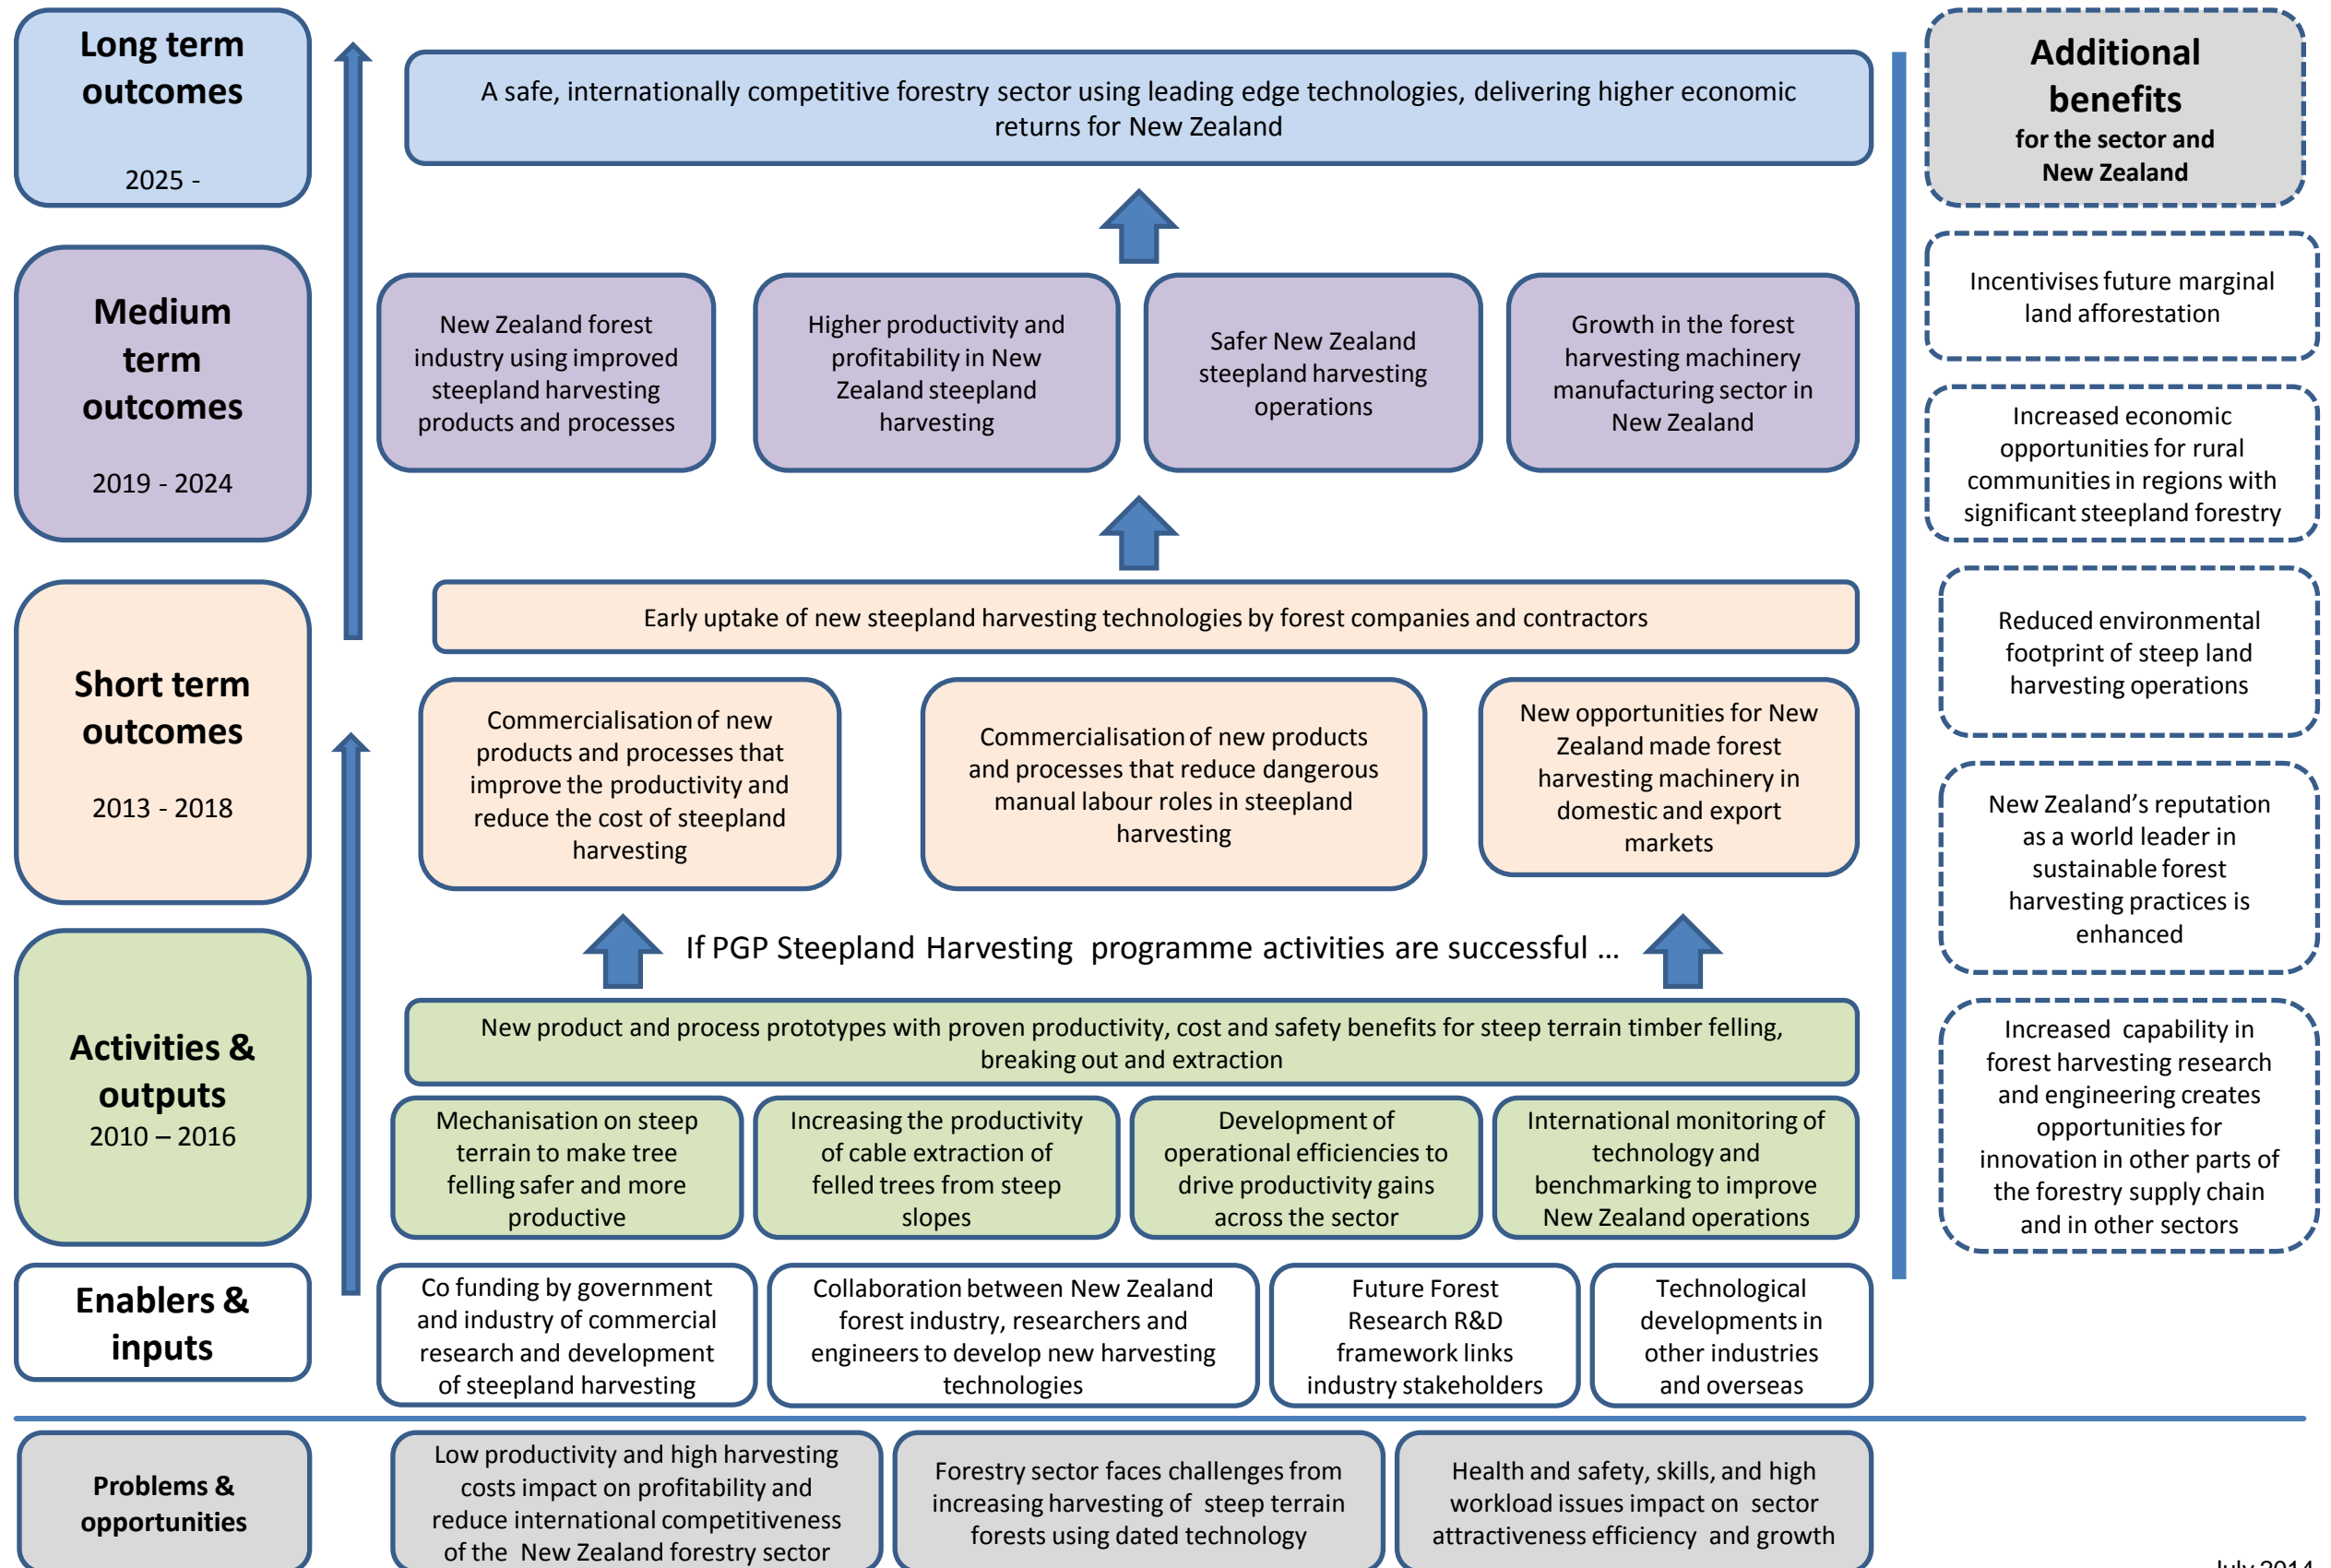 Long term
outcomes
2025 -
A safe, internationally competitive forestry sector using leading edge technologies, delivering higher economic
returns for New Zealand
Additional
benefits
for the sector and
New Zealand
Medium
term
outcomes
2019 - 2024
New Zealand forest
industry using improved
steepland harvesting
products and processes
Higher productivity and
profitability in New
Zealand steepland
harvesting
Safer New Zealand
steepland harvesting
operations
Growth in the forest
harvesting machinery
manufacturing sector in
New Zealand
Incentivises future marginal
land afforestation
Increased economic
opportunities for rural
communities in regions with
significant steepland forestry
Short term
outcomes
2013 - 2018
Early uptake of new steepland harvesting technologies by forest companies and contractors
Commercialisation of new
products and processes that
improve the productivity and
reduce the cost of steepland
harvesting
Commercialisation of new products
and processes that reduce dangerous
manual labour roles in steepland
harvesting
New opportunities for New
Zealand made forest
harvesting machinery in
domestic and export
markets
Reduced environmental
footprint of steep land
harvesting operations
New Zealand's reputation
as a world leader in
sustainable forest
harvesting practices is
enhanced
If PGP Steepland Harvesting  programme activities are successful ...
Activities &
outputs
2010 – 2016
New product and process prototypes with proven productivity, cost and safety benefits for steep terrain timber felling,
breaking out and extraction
Mechanisation on steep
terrain to make tree
felling safer and more
productive
Increasing the productivity
of cable extraction of
felled trees from steep
slopes
Development of
operational efficiencies to
drive productivity gains
across the sector
International monitoring of
technology and
benchmarking to improve
New Zealand operations
Increased  capability in
forest harvesting research
and engineering creates
opportunities for
innovation in other parts of
the forestry supply chain
and in other sectors
Enablers &
inputs
Co funding by government
and industry of commercial
research and development
of steepland harvesting
Collaboration between New Zealand
forest industry, researchers and
engineers to develop new harvesting
technologies
Future Forest
Research R&D
framework links
industry stakeholders
Technological
developments in
other industries
and overseas
Problems &
opportunities
Low productivity and high harvesting
costs impact on profitability and
reduce international competitiveness
of the  New Zealand forestry sector
Forestry sector faces challenges from
increasing harvesting of  steep terrain
forests using dated technology
Health and safety, skills, and high
workload issues impact on  sector
attractiveness efficiency  and growth
July 2014